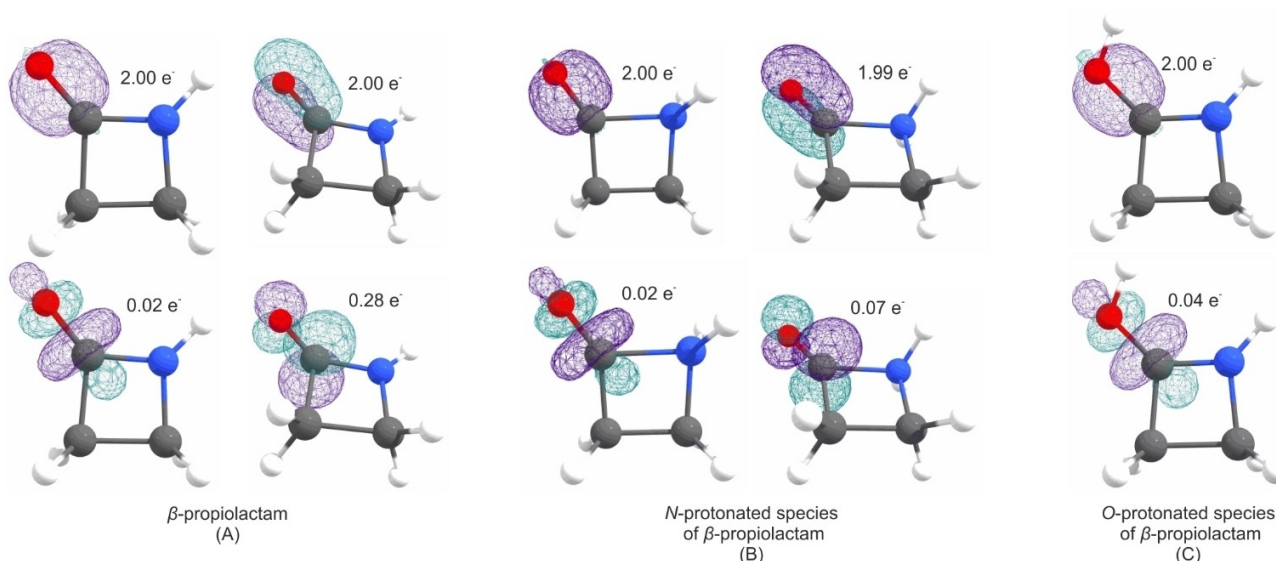 2.00 e⁻
2.00 e⁻
2.00 e⁻
1.99 e⁻
2.00 e⁻
0.02 e⁻
0.28 e⁻
0.02 e⁻
0.07 e⁻
0.04 e⁻
β-propiolactam
(A)
N-protonated species
of β-propiolactam
(B)
O-protonated species
of β-propiolactam
(C)